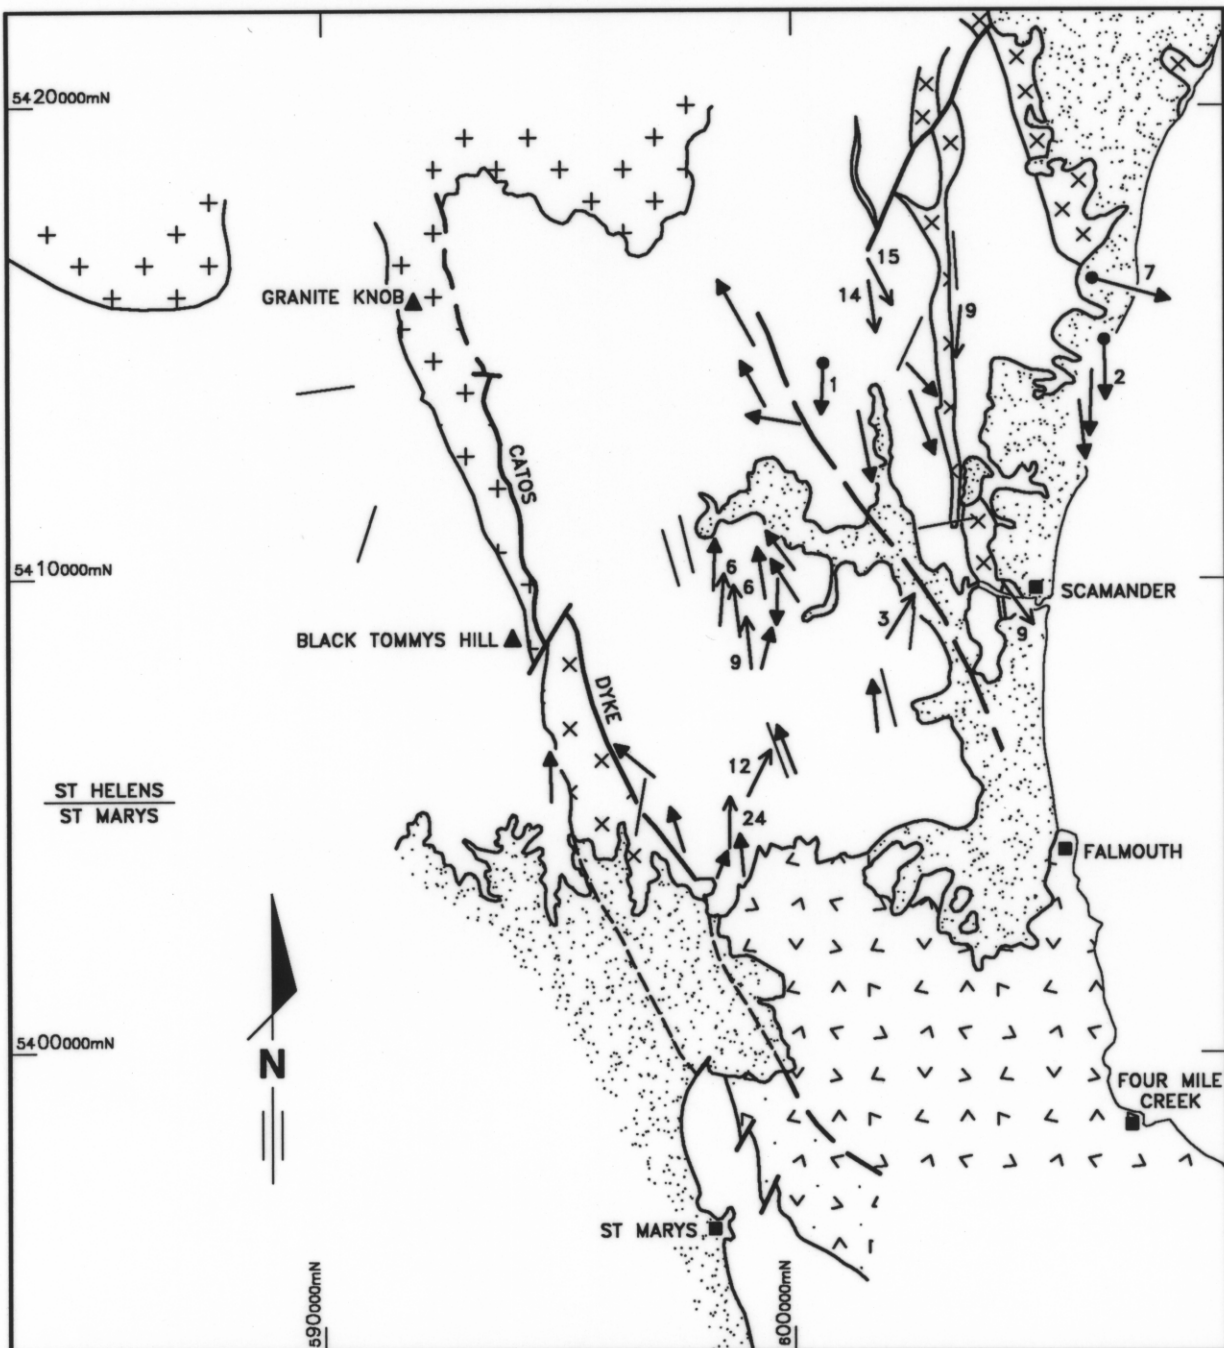 5420000mN
15
7
GRANITE KNOB
14
9
1
2
CATOS
5410000mN
6
6
SCAMANDER
3
9
BLACK TOMMYS HILL
9
DYKE
12
ST HELENS
ST MARYS
24
FALMOUTH
5400000mN
N
FOUR MILE
CREEK
ST MARYS
590000mN
600000mN